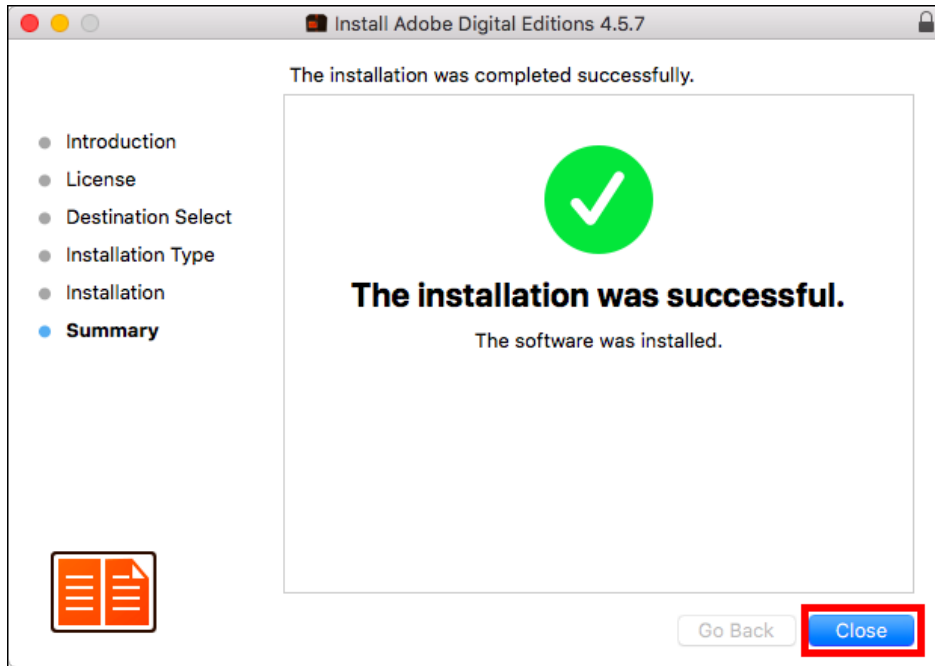 Install Adobe Digital Editions 4.5.7
The installation was completed successfully.
Introduction
License
Destination Select
Installation Type
Installation
Summary
The installation was successful.
The software was installed.
Go Back
Close